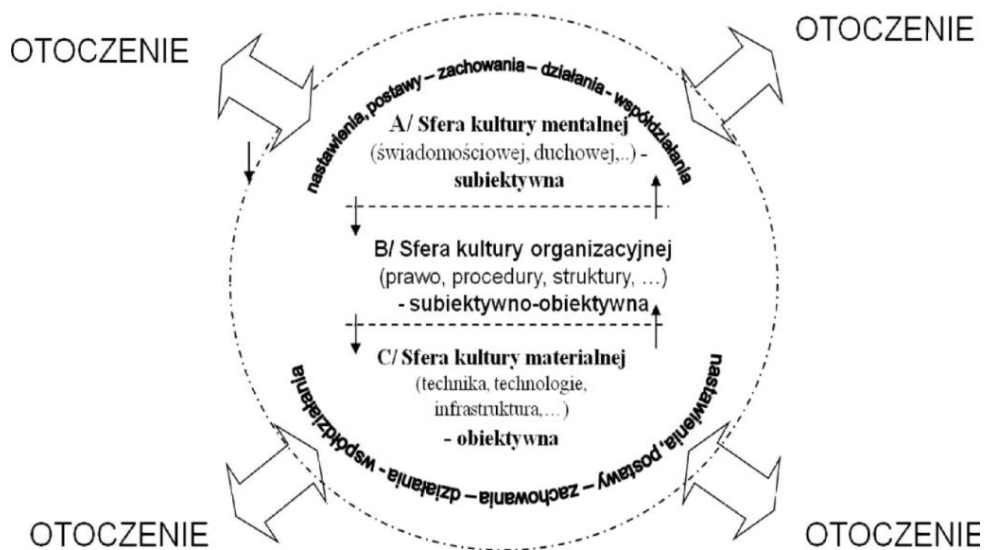 OTOCZENIE
OTOCZENIE
nastawienia, postawy – zachowania – działania - współdziałania
A/ Sfera kultury mentalnej
(świadomościowej, duchowej,..) -
subiektywna
B/ Sfera kultury organizacyjnej
(prawo, procedury, struktury, …)
- subiektywno-obiektywna
C/ Sfera kultury materialnej
(technika, technologie,
infrastruktura,…)
- obiektywna
nastawienia, postawy – zachowania – działania - współdziałania
OTOCZENIE
OTOCZENIE